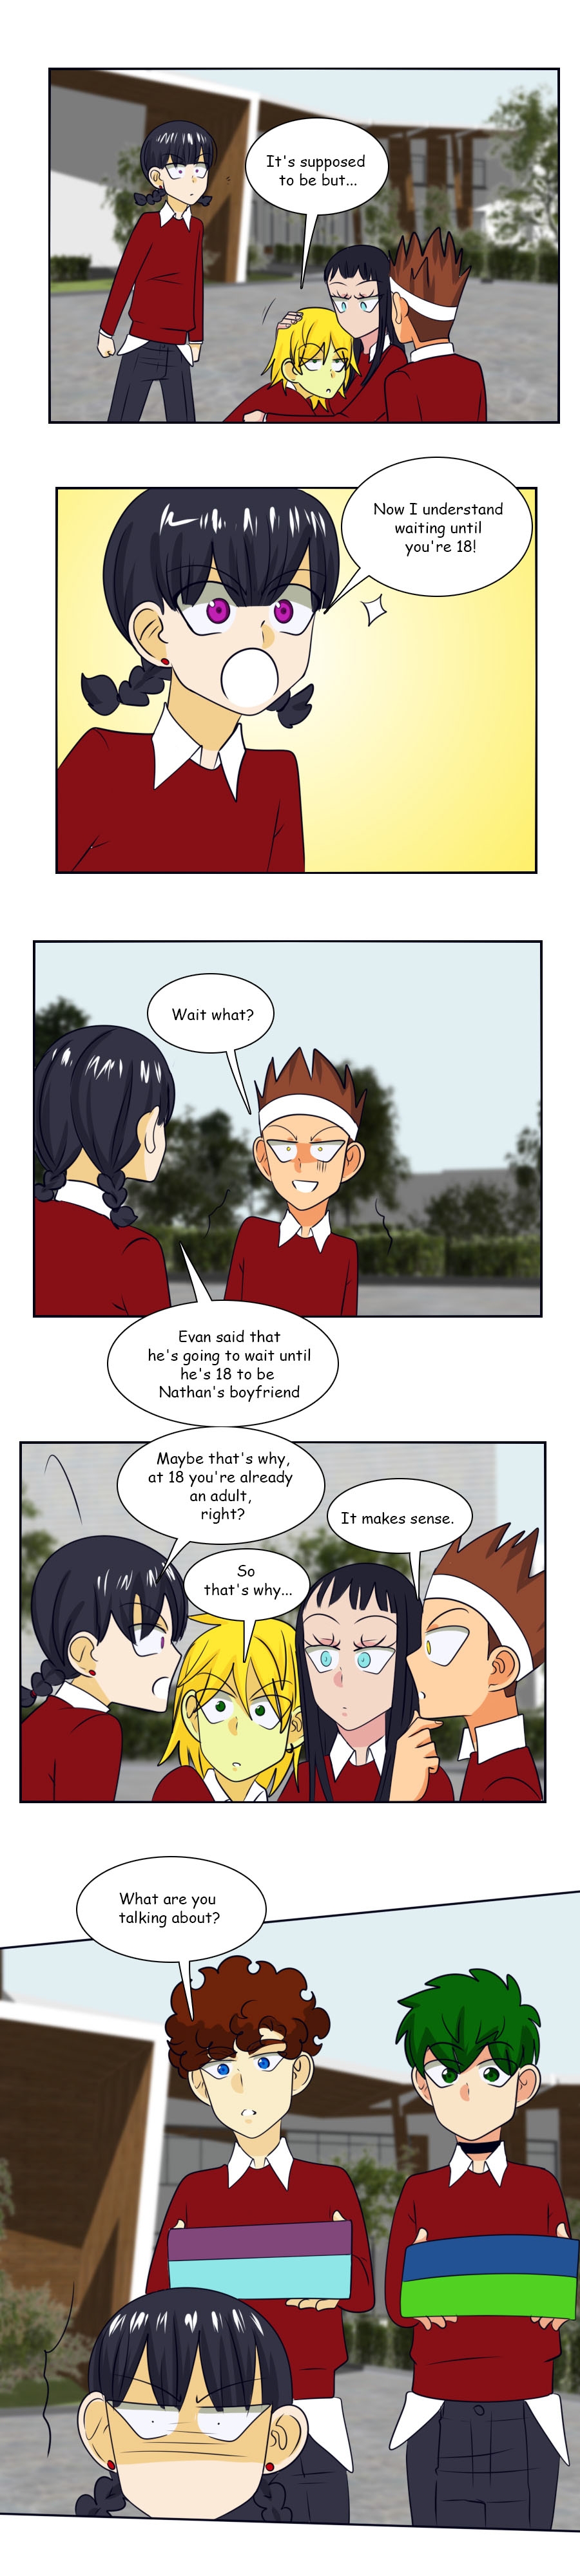 It's supposed
to be but...
Now I understand
waiting until
you're 18!
Wait what?
Evan said that
he's going to wait until
he's 18 to be
Nathan's boyfriend
Maybe that's why,
at 18 you're already
an adult,
right?
So
that's why...
It makes sense.
What are you
talking about?